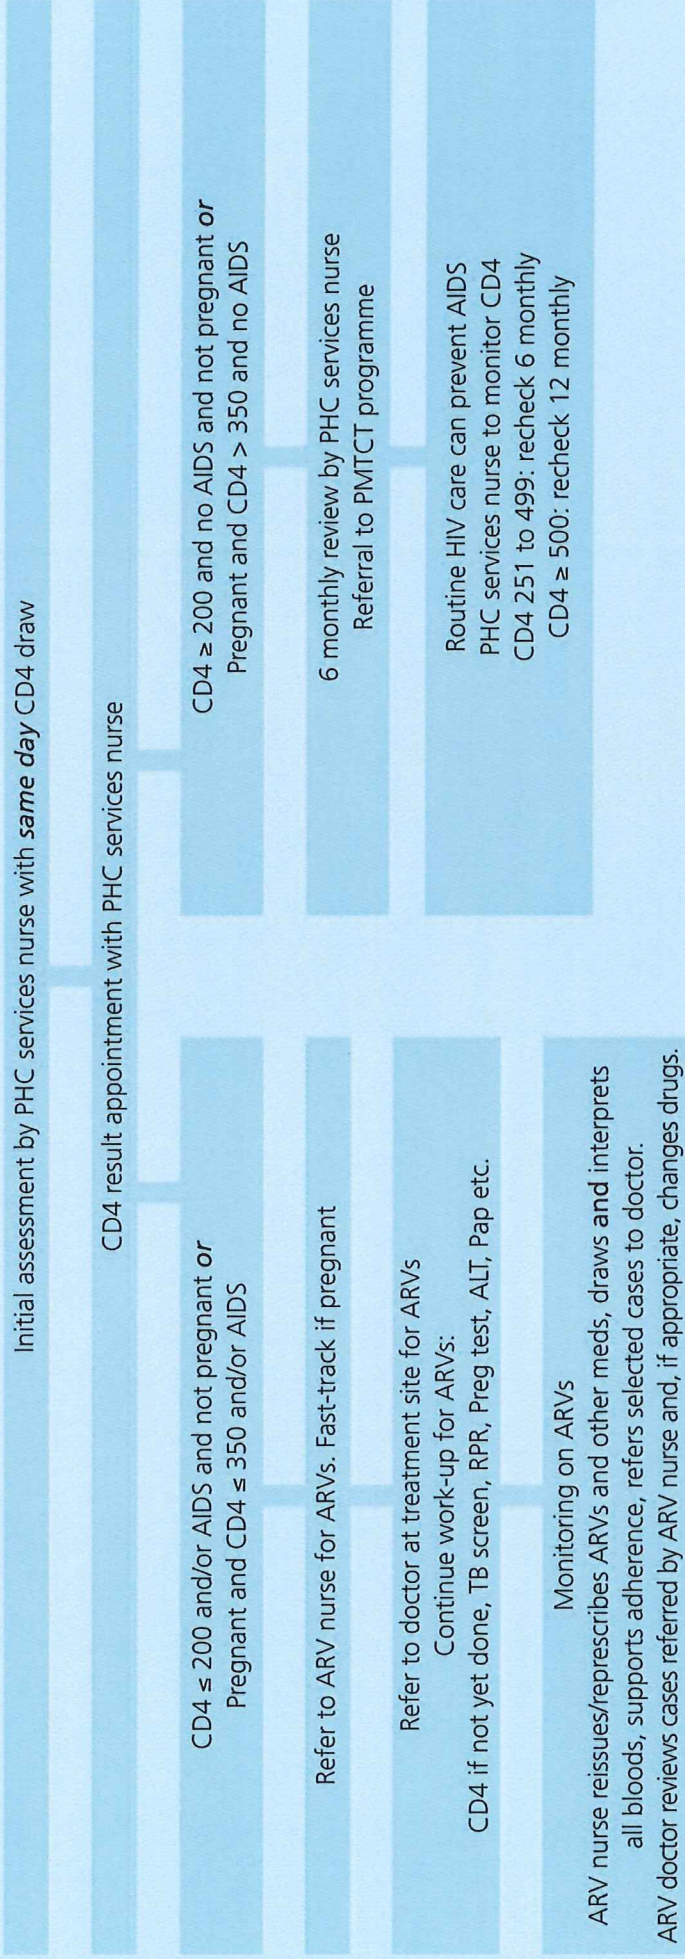 Initial assessment by PHC services nurse with same day CD4 draw
CD4 result appointment with PHC services nurse
CD4 ≤ 200 and/or AIDS and not pregnant or
Pregnant and CD4 ≤ 350 and/or AIDS
Refer to ARV nurse for ARVs. Fast-track if pregnant
Refer to doctor at treatment site for ARVs
Continue work-up for ARVs:
CD4 if not yet done, TB screen, RPR, Preg test, ALT, Pap etc.
Monitoring on ARVs
ARV nurse reissues/represcribes ARVs and other meds, draws and interprets
all bloods, supports adherence, refers selected cases to doctor.
ARV doctor reviews cases referred by ARV nurse and, if appropriate, changes drugs.
CD4 ≥ 200 and no AIDS and not pregnant or
Pregnant and CD4 > 350 and no AIDS
6 monthly review by PHC services nurse
Referral to PMTCT programme
Routine HIV care can prevent AIDS
PHC services nurse to monitor CD4
CD4 251 to 499: recheck 6 monthly
CD4 ≥ 500: recheck 12 monthly